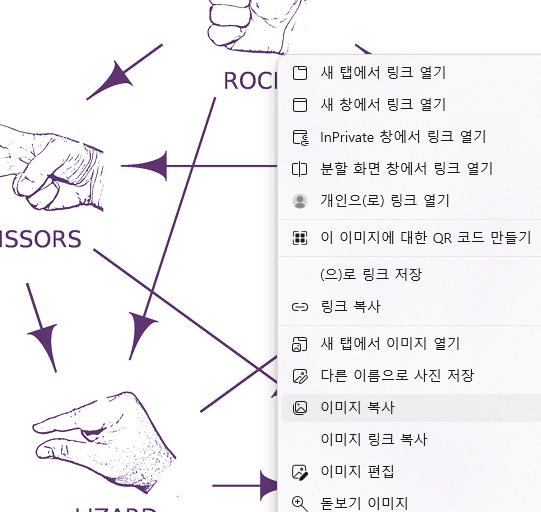 ROC
새 탭에서 링크 열기
새 창에서 링크 열기
InPrivate 창에서 링크 열기
분할 화면 창에서 링크 열기
개인으(로) 링크 열기
ISSORS
이 이미지에 대한 QR 코드 만들기
(으)로 링크 저장
링크 복사
새 탭에서 이미지 열기
다른 이름으로 사진 저장
이미지 복사
이미지 링크 복사
이미지 편집
돋보기 이미지
LIZARD